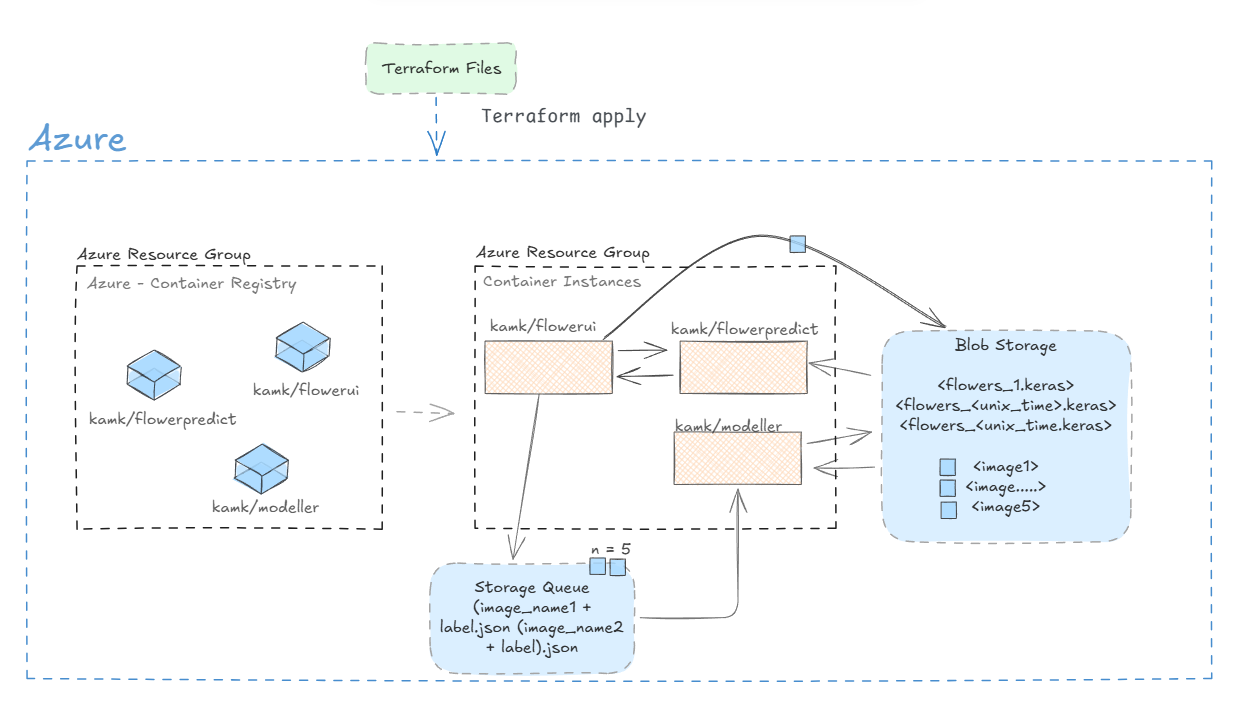 Terraform Files
Terraform apply
Azure
Azure Resource Group
Azure - Container Registry
kamk/flowerui
kamk/flowerpredict
kamk/modeller
Azure Resource Group
Container Instances
kamk/flowerui
kamk/flowerpredict
kamk/modeller
Blob Storage
<flowers_1.keras>
<flowers_<unix_time>.keras>
<flowers_<unix_time.keras>
<image1>
<image.....>
<image5>
n = 5
Storage Queue
(image_name1 +
label.json (image_name2
+ label).json